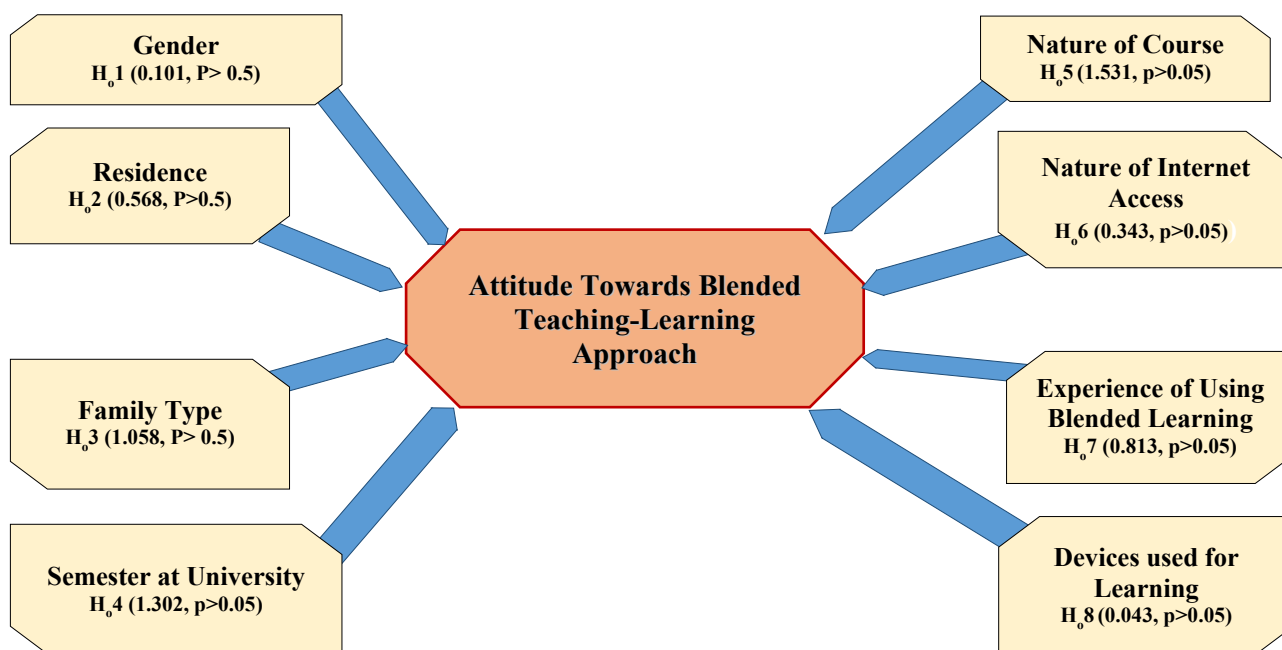 Gender
Hₒ1 (0.101, P> 0.5)
Residence
Hₒ2 (0.568, P>0.5)
Family Type
Hₒ3 (1.058, P> 0.5)
Semester at University
Hₒ4 (1.302, p>0.05)
Attitude Towards Blended
Teaching-Learning
Approach
Nature of Course
Hₒ5 (1.531, p>0.05)
Nature of Internet
Access
Hₒ6 (0.343, p>0.05)
Experience of Using
Blended Learning
Hₒ7 (0.813, p>0.05)
Devices used for
Learning
Hₒ8 (0.043, p>0.05)